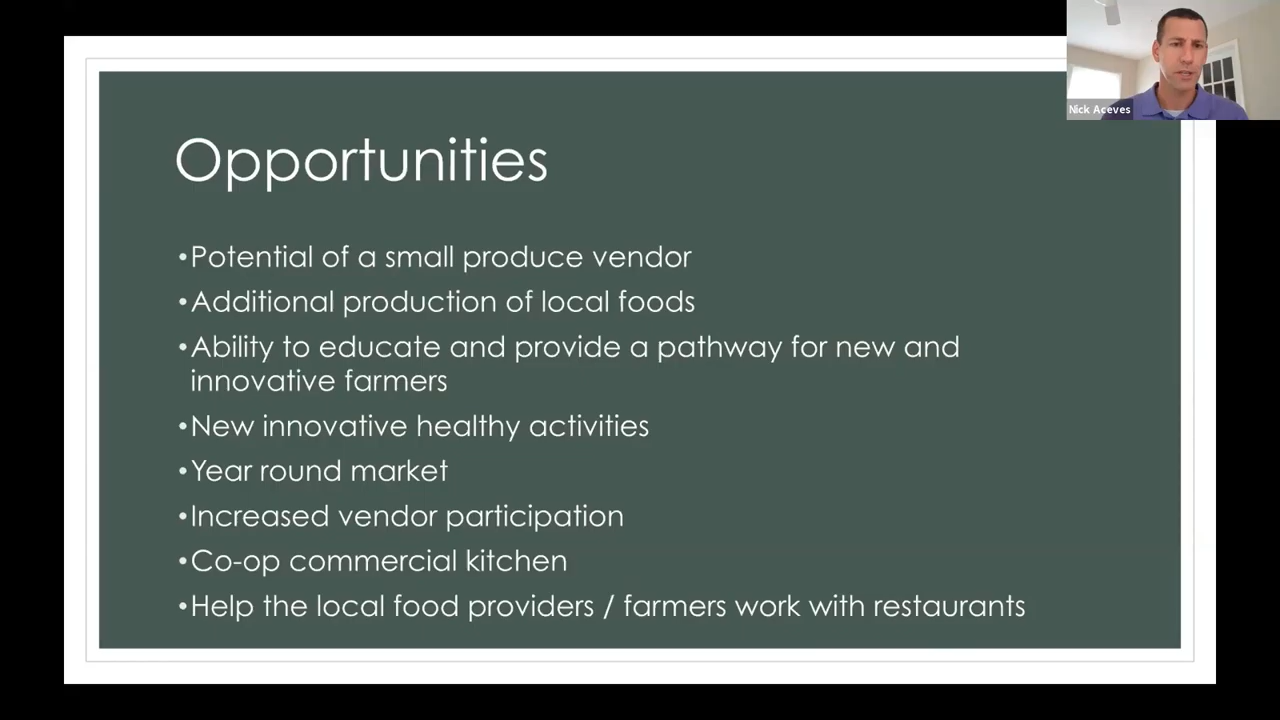 Nick Aceves
Opportunities
•Potential of a small produce vendor
•Additional production of local foods
•Ability to educate and provide a pathway for new and
innovative farmers
•New innovative healthy activities
•Year round market
•Increased vendor participation
•Co-op commercial kitchen
•Help the local food providers / farmers work with restaurants